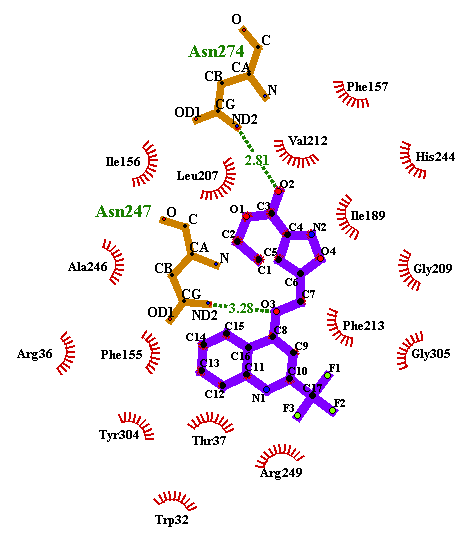 O
Asn274
C
CA
CB
N
Phe157
OD1
CG
ND2
Val212
Ile156
2.81
His244
Leu207
O2
Asn247
O
C
O1
C3
Ile189
C4
N2
C2
CA
C5
O4
N
C1
Ala246
CB
C6
Gly209
CG
C7
OD1
ND2
3.28
O3
Phe213
C15
C8
C14
Arg36
Phe155
C16
C9
Gly305
C13
C11
C10
F1
C12
N1
C17
F3
F2
Tyr304
Thr37
Arg249
Trp32